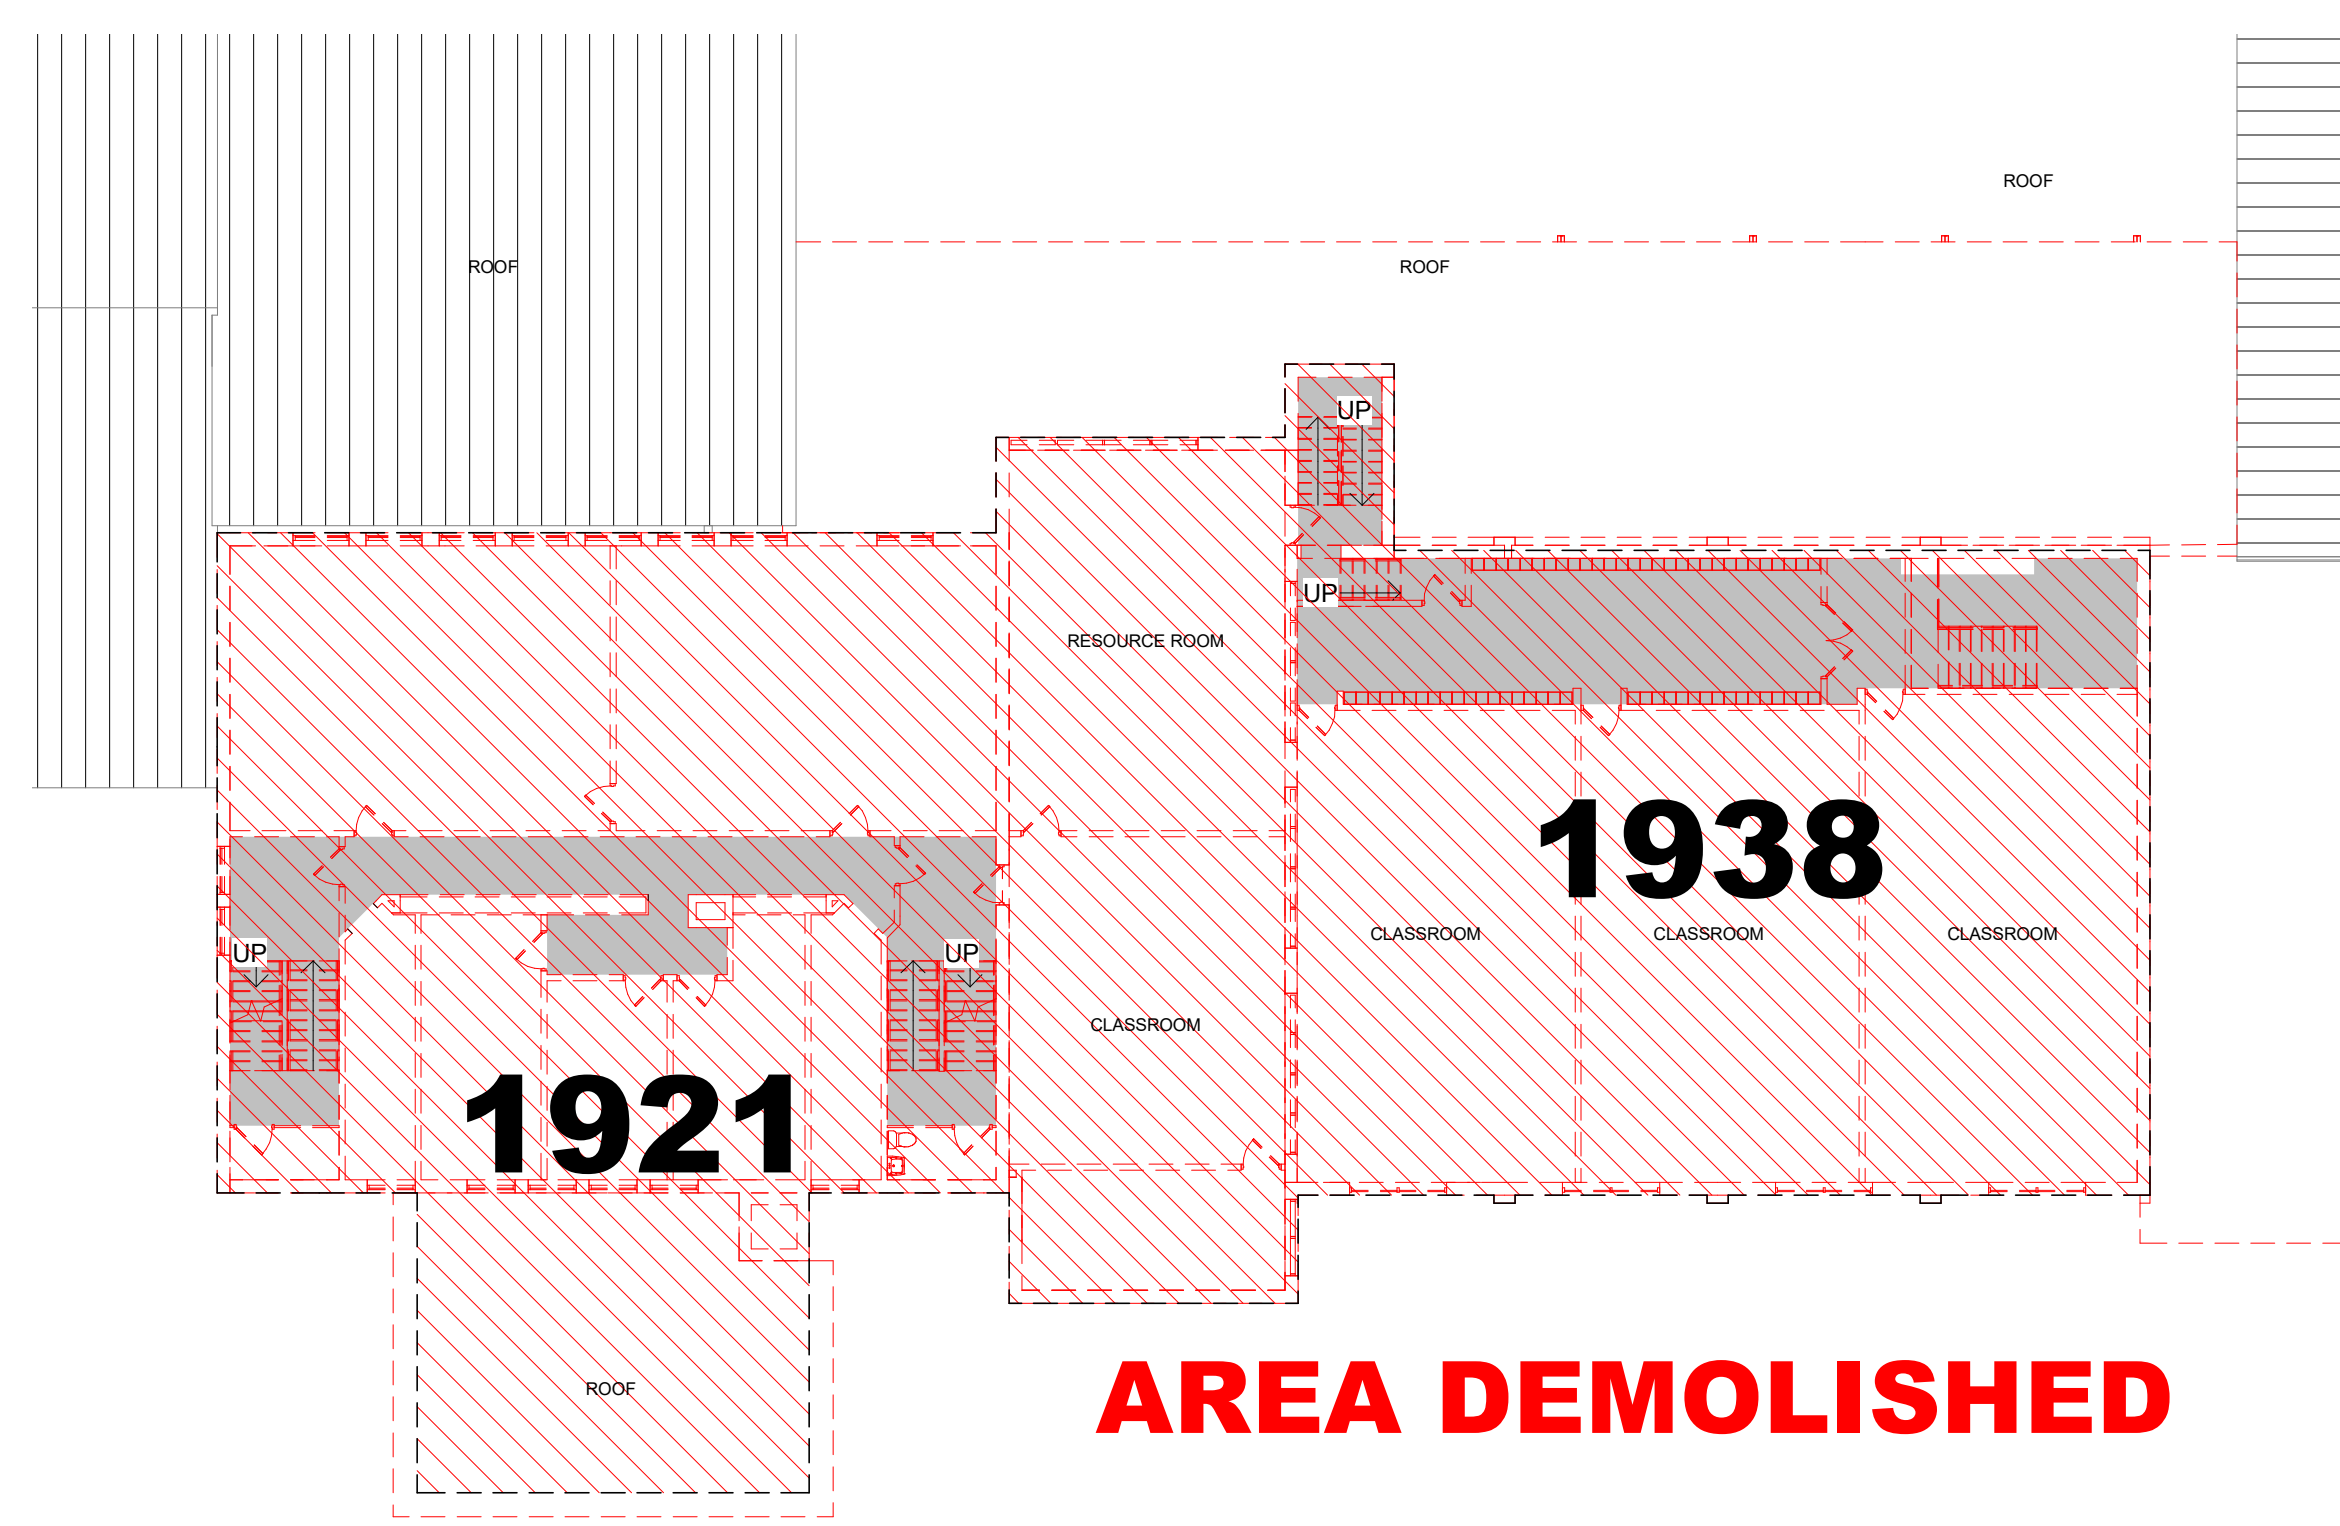 ROOF
ROOF
ROOF
UP
UP
RESOURCE ROOM
1938
CLASSROOM
CLASSROOM
CLASSROOM
UP
UP
CLASSROOM
1921
ROOF
AREA DEMOLISHED